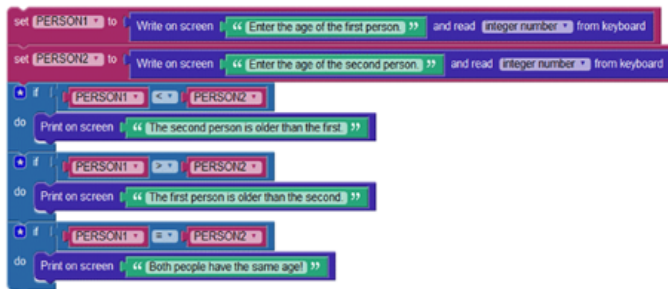 set PERSON1 to Write on screen “ Enter the age of the first person. ” and read integer number from keyboard
set PERSON2 to Write on screen “ Enter the age of the second person. ” and read integer number from keyboard
if PERSON1 < PERSON2
do Print on screen “ The second person is older than the first. ”
if PERSON1 > PERSON2
do Print on screen “ The first person is older than the second. ”
if PERSON1 = PERSON2
do Print on screen “ Both people have the same age! ”